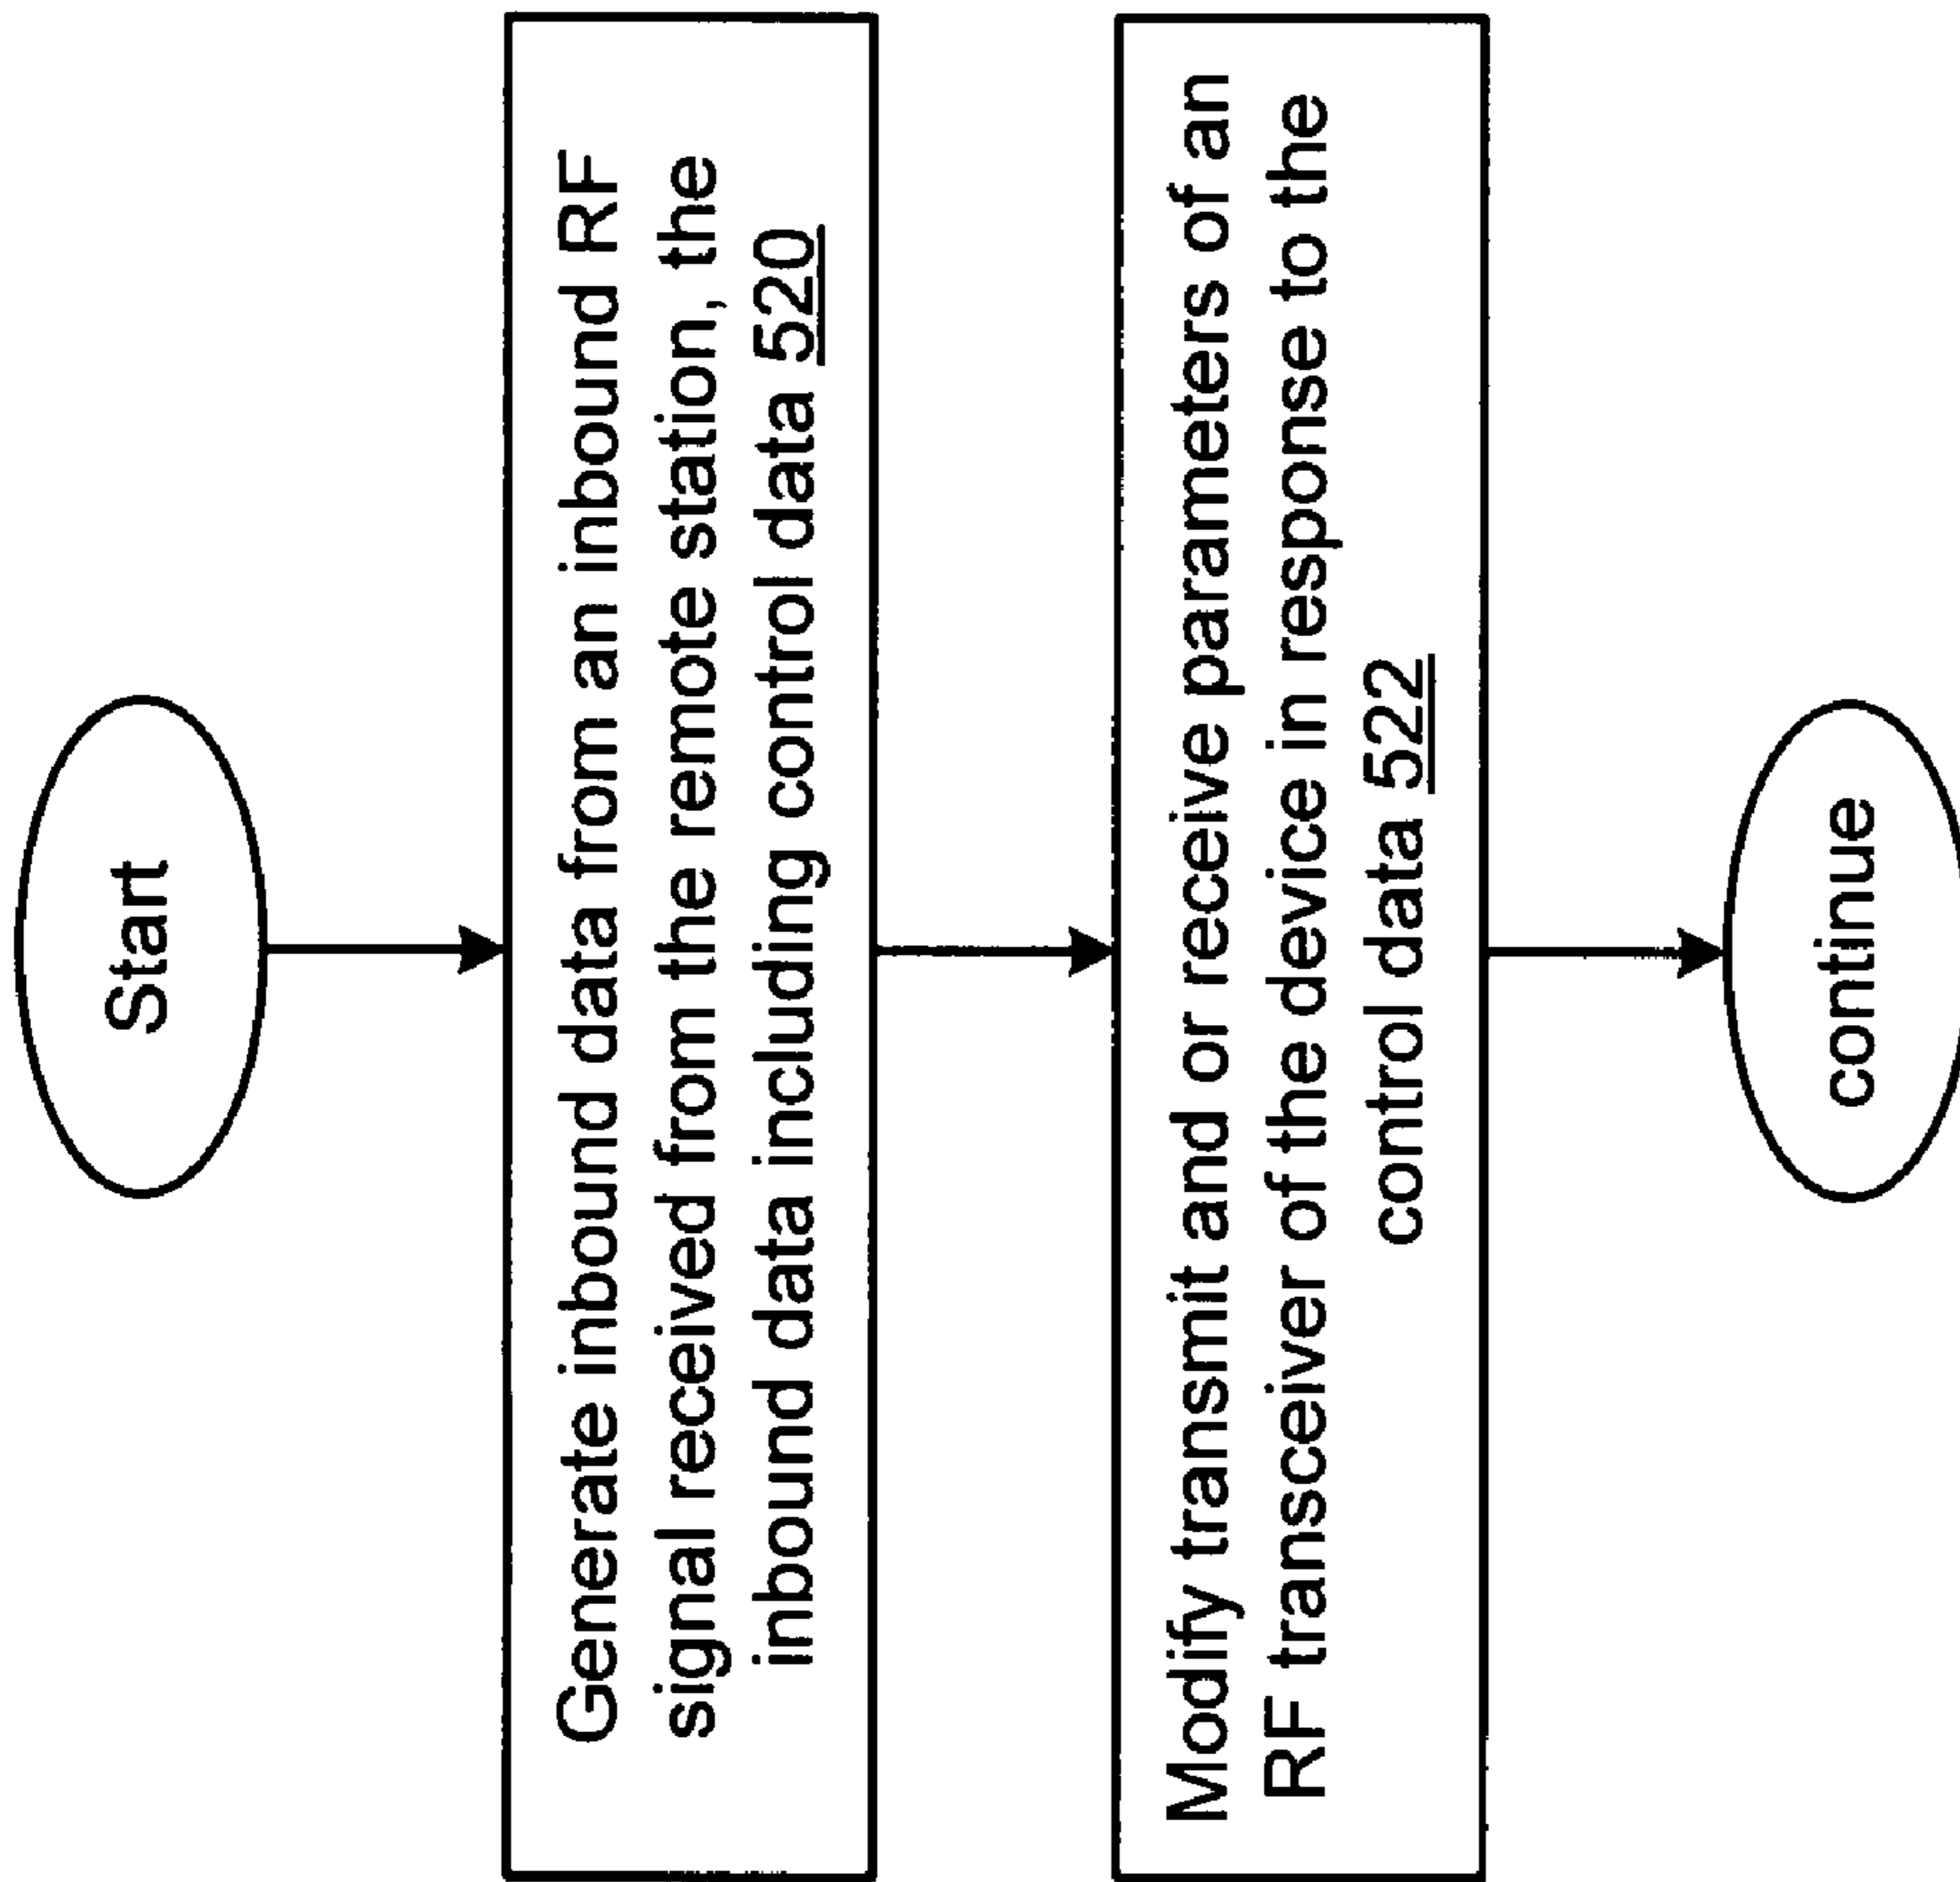 Start
Generate inbound data from an inbound RF
signal received from the remote station, the
inbound data including control data 520
Modify transmit and or receive parameters of an
RF transceiver of the device in response to the
control data 522
continue